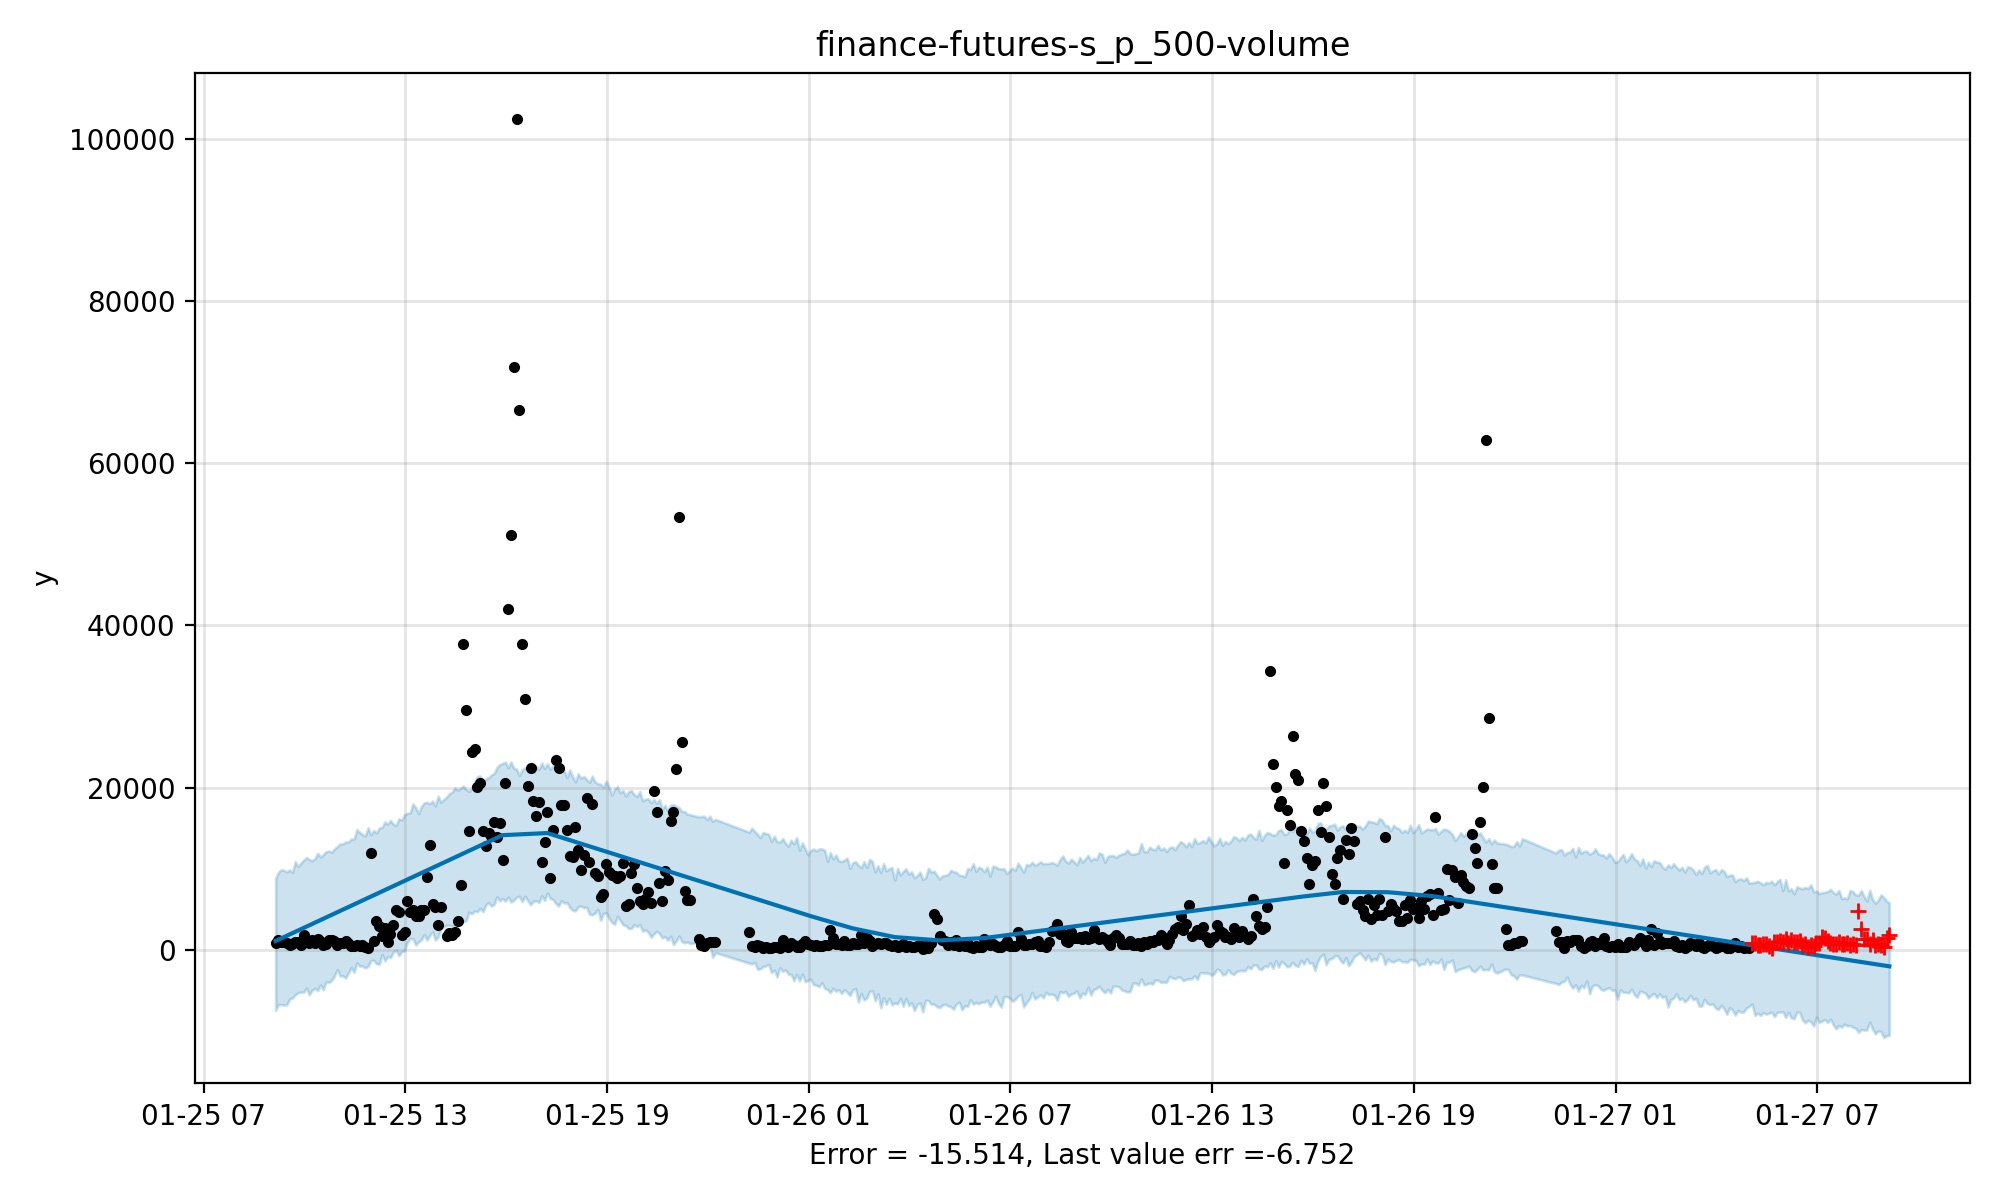 finance-futures-s_p_500-volume
100000
80000
60000
40000
20000
0
y
01-25 07 01-25 13 01-25 19 01-26 01 01-26 07 01-26 13 01-26 19 01-27 01 01-27 07
Error = -15.514, Last value err =-6.752